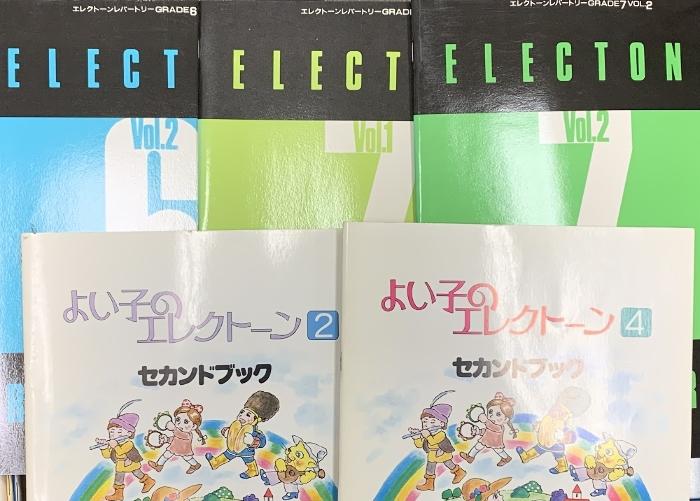 エレクトーンレパートリーGRADE6
ELECT
Vol.2
6
エレクトーンレパートリーGRAD
ELECT
Vol.1
7
エレクトーンレパートリーGRADE7 VOL.2
ELECTON
Vol.2
7
よい子の
エレクトーン2
セカンドブック
よい子の
エレクトーン4
セカンドブック
R
R